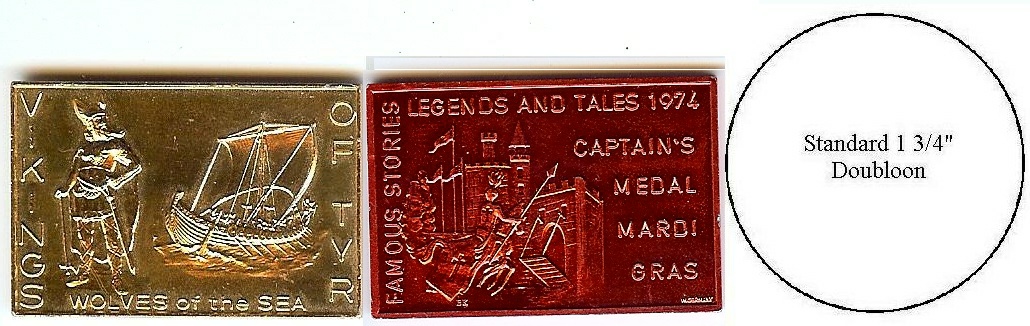 VIKINGS
OF TYR
WOLVES of the SEA
FAMOUS STORIES
LEGENDS AND TALES 1974
CAPTAIN'S
MEDAL
MARDI
GRAS
Standard 1 3/4"
Doubloon